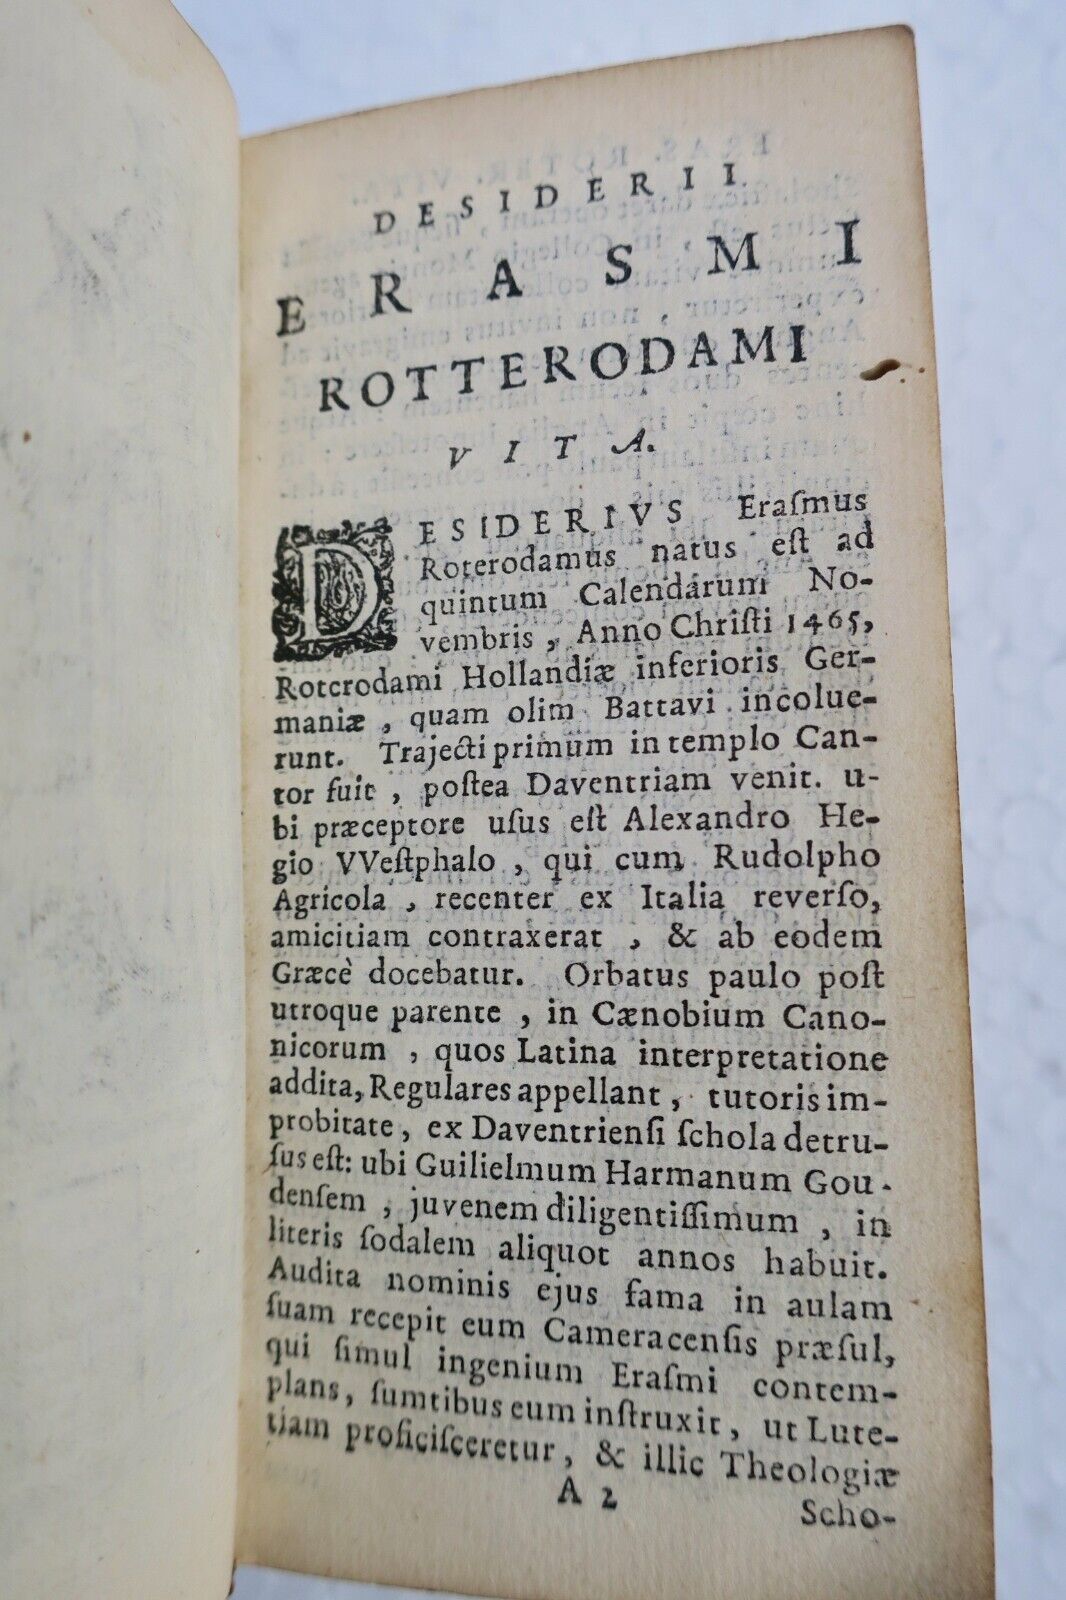 DESIDERII
ERASMI
ROTTERODAMI
VITA.
DESIDERIVS Eraſmus
Roterodamus natus eſt ad
quintum Calendarum No-
vembris, Anno Chriſti 1465,
Roterodami Hollandiæ inferioris Ger-
maniæ, quam olim Battavi incolue-
runt. Trajecti primum in templo Can-
tor fuit, poſtea Daventriam venit. u-
bi præceptore uſus eſt Alexandro He-
gio VVeſtphalo, qui cum Rudolpho
Agricola, recenter ex Italia reverſo,
amicitiam contraxerat, & ab eodem
Græcè docebatur. Orbatus paulo poſt
utroque parente, in Cænobium Cano-
nicorum, quos Latina interpretatione
addita, Regulares appellant, tutoris im-
probitate, ex Daventrienſi ſchola detru-
ſus eſt: ubi Guilielmum Harmanum Gou-
denſem, juvenem diligentiſſimum, in
literis ſodalem aliquot annos habuit.
Audita nominis ejus fama in aulam
ſuam recepit eum Cameracenſis præſul,
qui ſimul ingenium Eraſmi contem-
plans, ſumtibus eum inſtruxit, ut Lute-
tiam proficiſceretur, & illic Theologiæ
A 2 Scho-